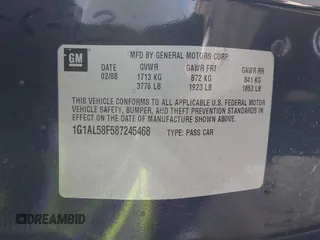 GM
MFD BY GENERAL MOTORS CORP.
DATE GVWR GAWR FRT GAWR RR
02/08 1713 KG 872 KG 841 KG
3776 LB 1923 LB 1853 LB
THIS VEHICLE CONFORMS TO ALL APPLICABLE U.S. FEDERAL MOTOR
VEHICLE SAFETY, BUMPER, AND THEFT PREVENTION STANDARDS
IN EFFECT ON THE DATE OF MANUFACTURE SHOWN ABOVE.
1G1AL58F587245468 TYPE: PASS CAR
DREAMBID